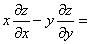 x ∂z/∂x − y ∂z/∂y =